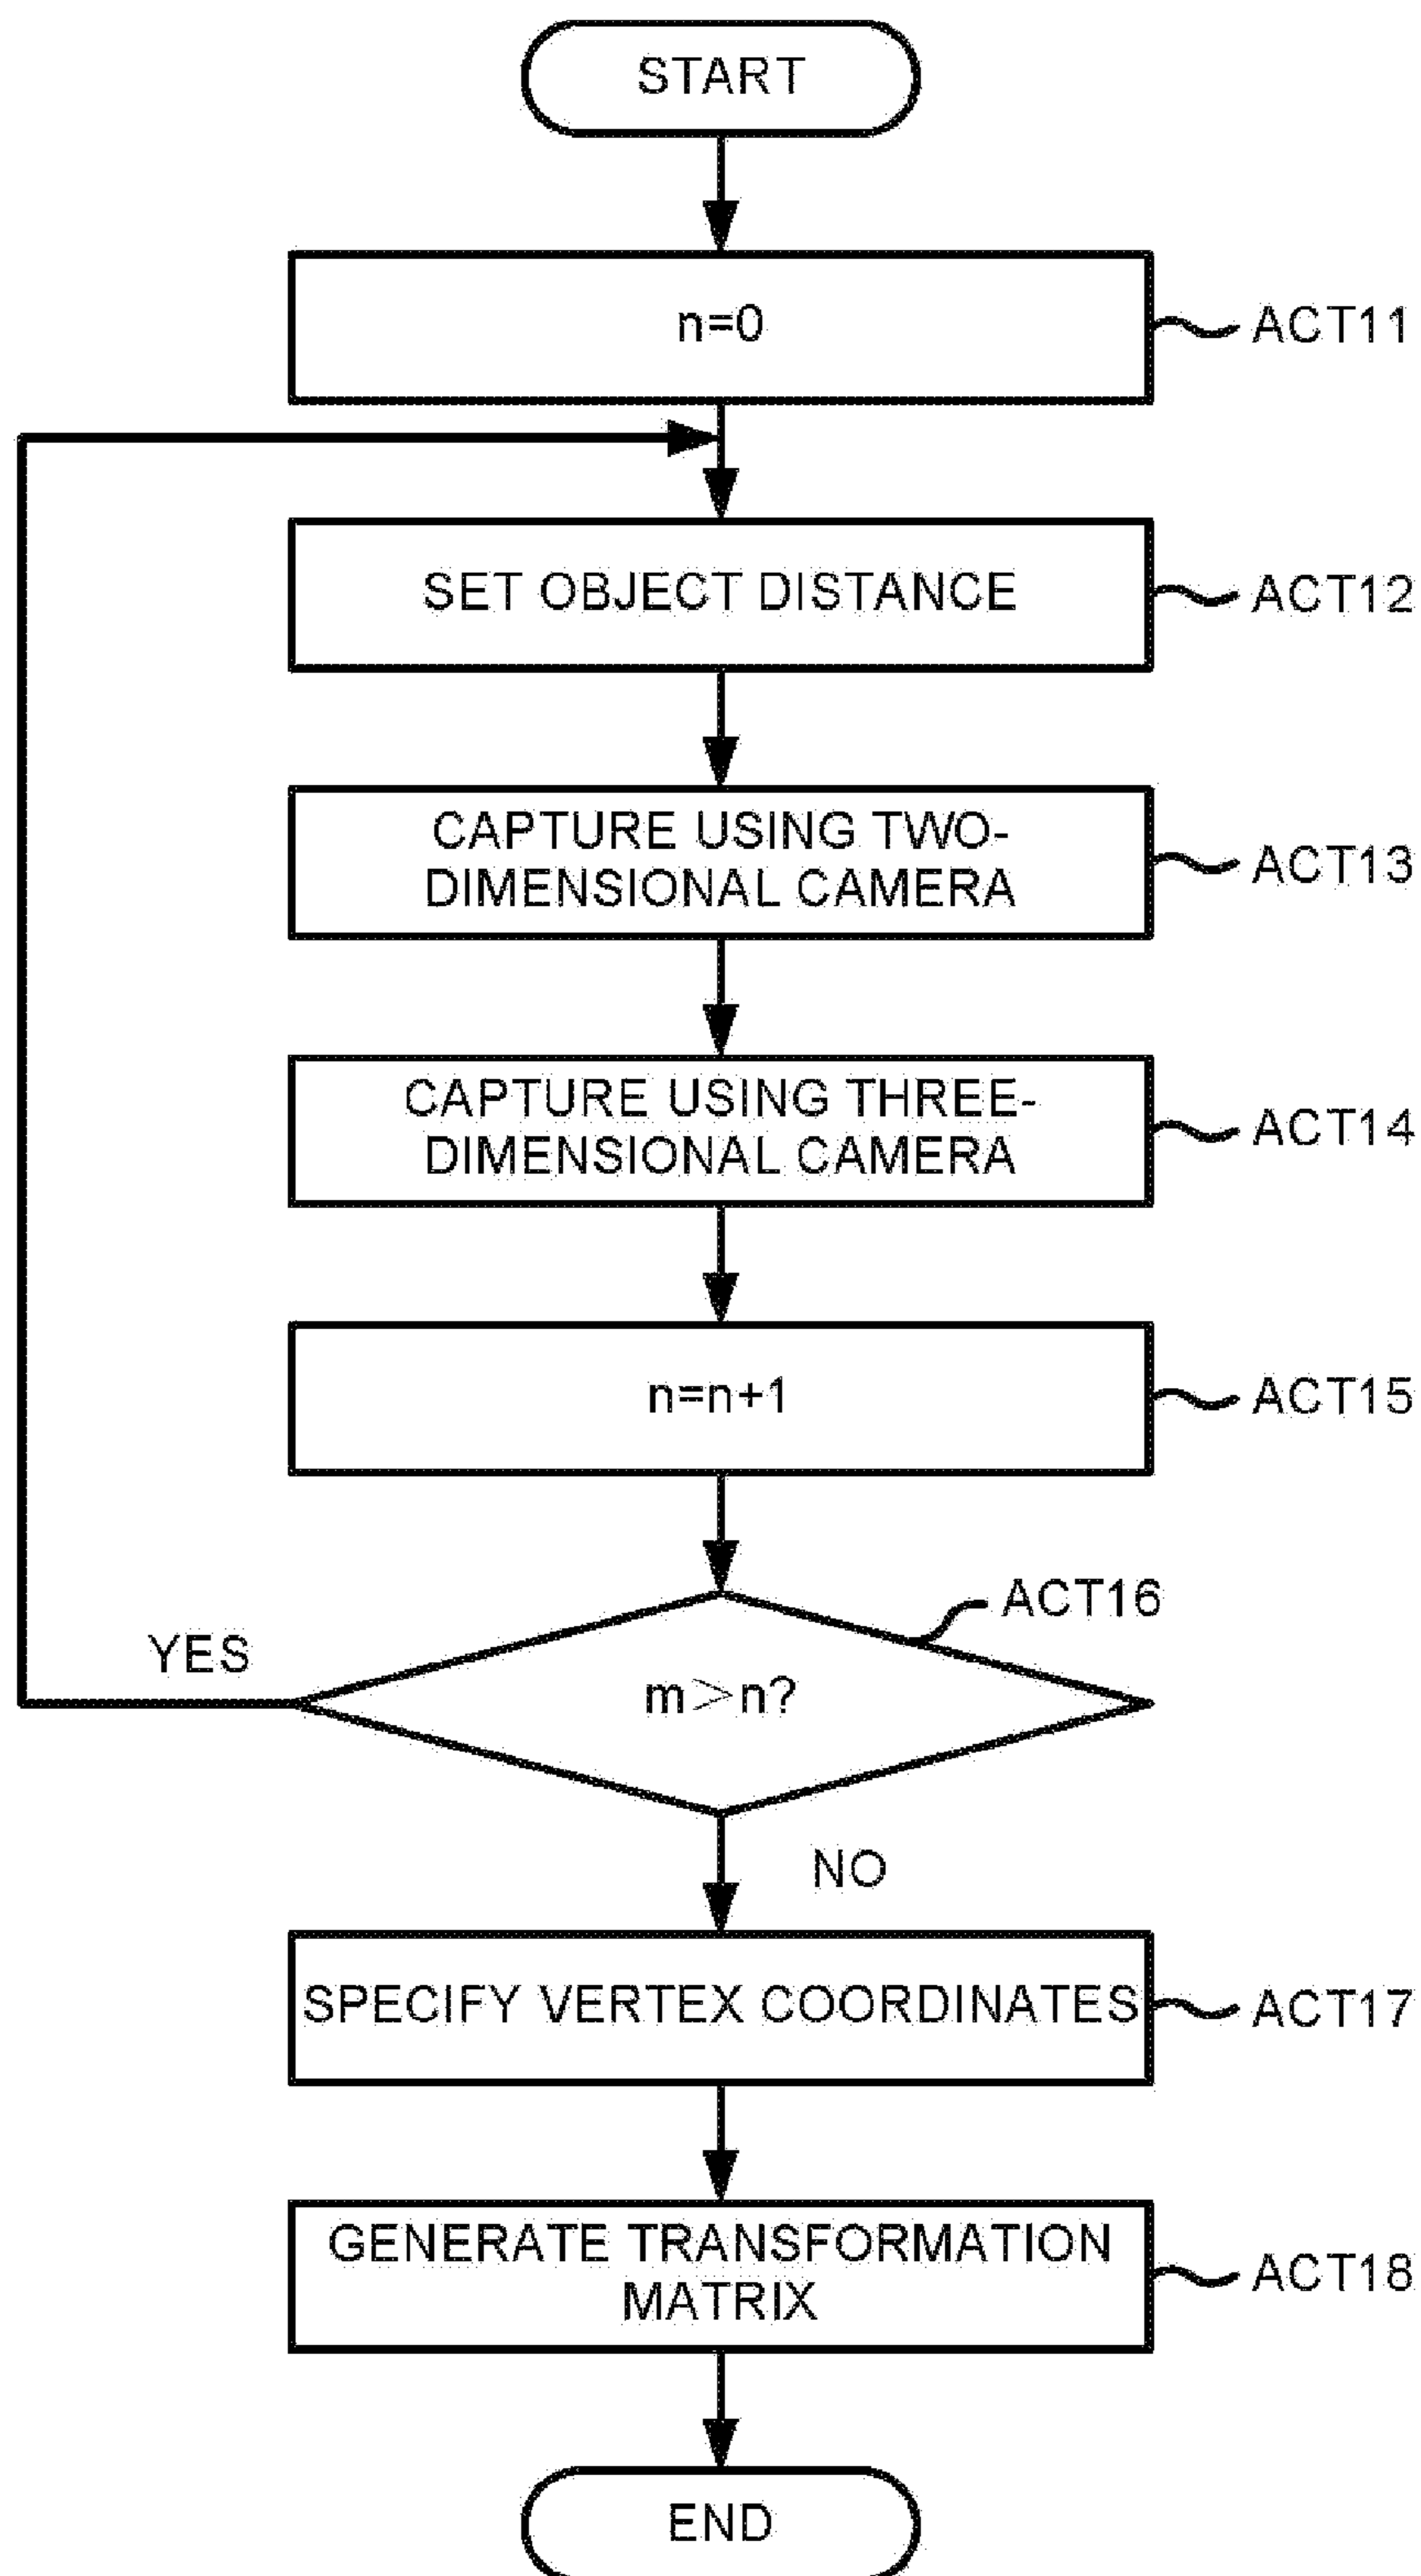 START
n=0
ACT11
SET OBJECT DISTANCE
ACT12
CAPTURE USING TWO-
DIMENSIONAL CAMERA
ACT13
CAPTURE USING THREE-
DIMENSIONAL CAMERA
ACT14
n=n+1
ACT15
ACT16
YES
m>n?
NO
SPECIFY VERTEX COORDINATES
ACT17
GENERATE TRANSFORMATION
MATRIX
ACT18
END